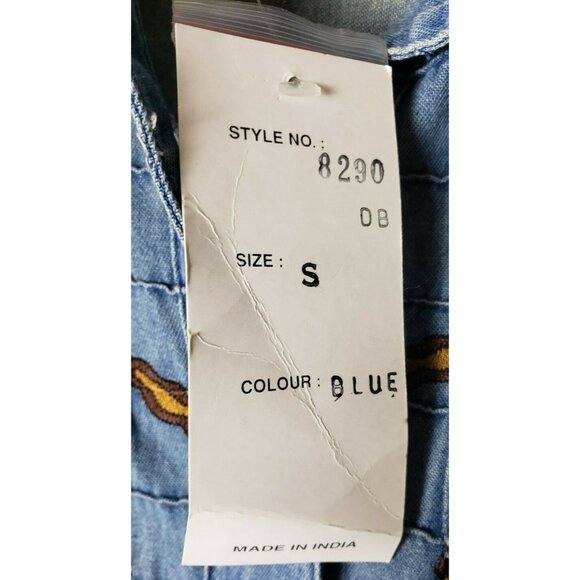 STYLE NO. : 8290
DB
SIZE : S
COLOUR : BLUE
MADE IN INDIA